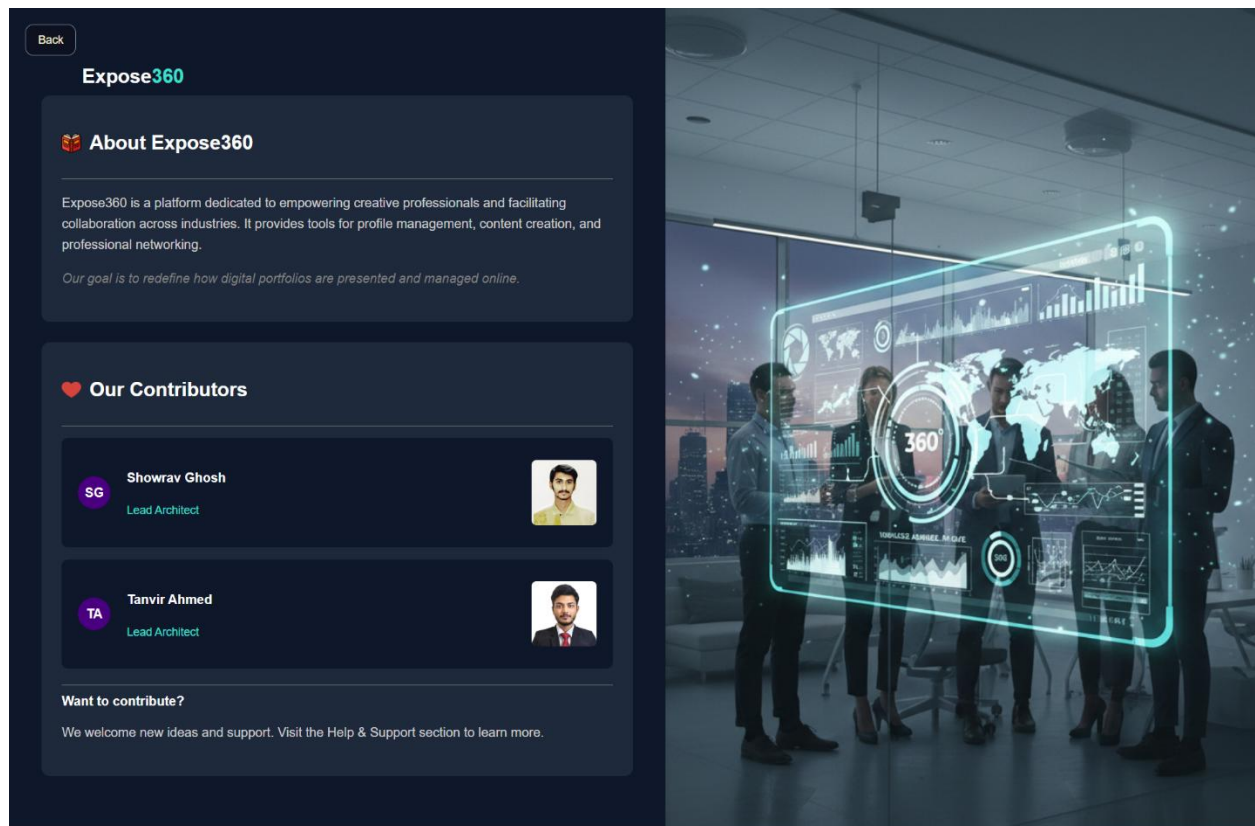 Back
Expose360
About Expose360
Expose360 is a platform dedicated to empowering creative professionals and facilitating
collaboration across industries. It provides tools for profile management, content creation, and
professional networking.
Our goal is to redefine how digital portfolios are presented and managed online.
Our Contributors
SG
Showrav Ghosh
Lead Architect
TA
Tanvir Ahmed
Lead Architect
Want to contribute?
We welcome new ideas and support. Visit the Help & Support section to learn more.
360°